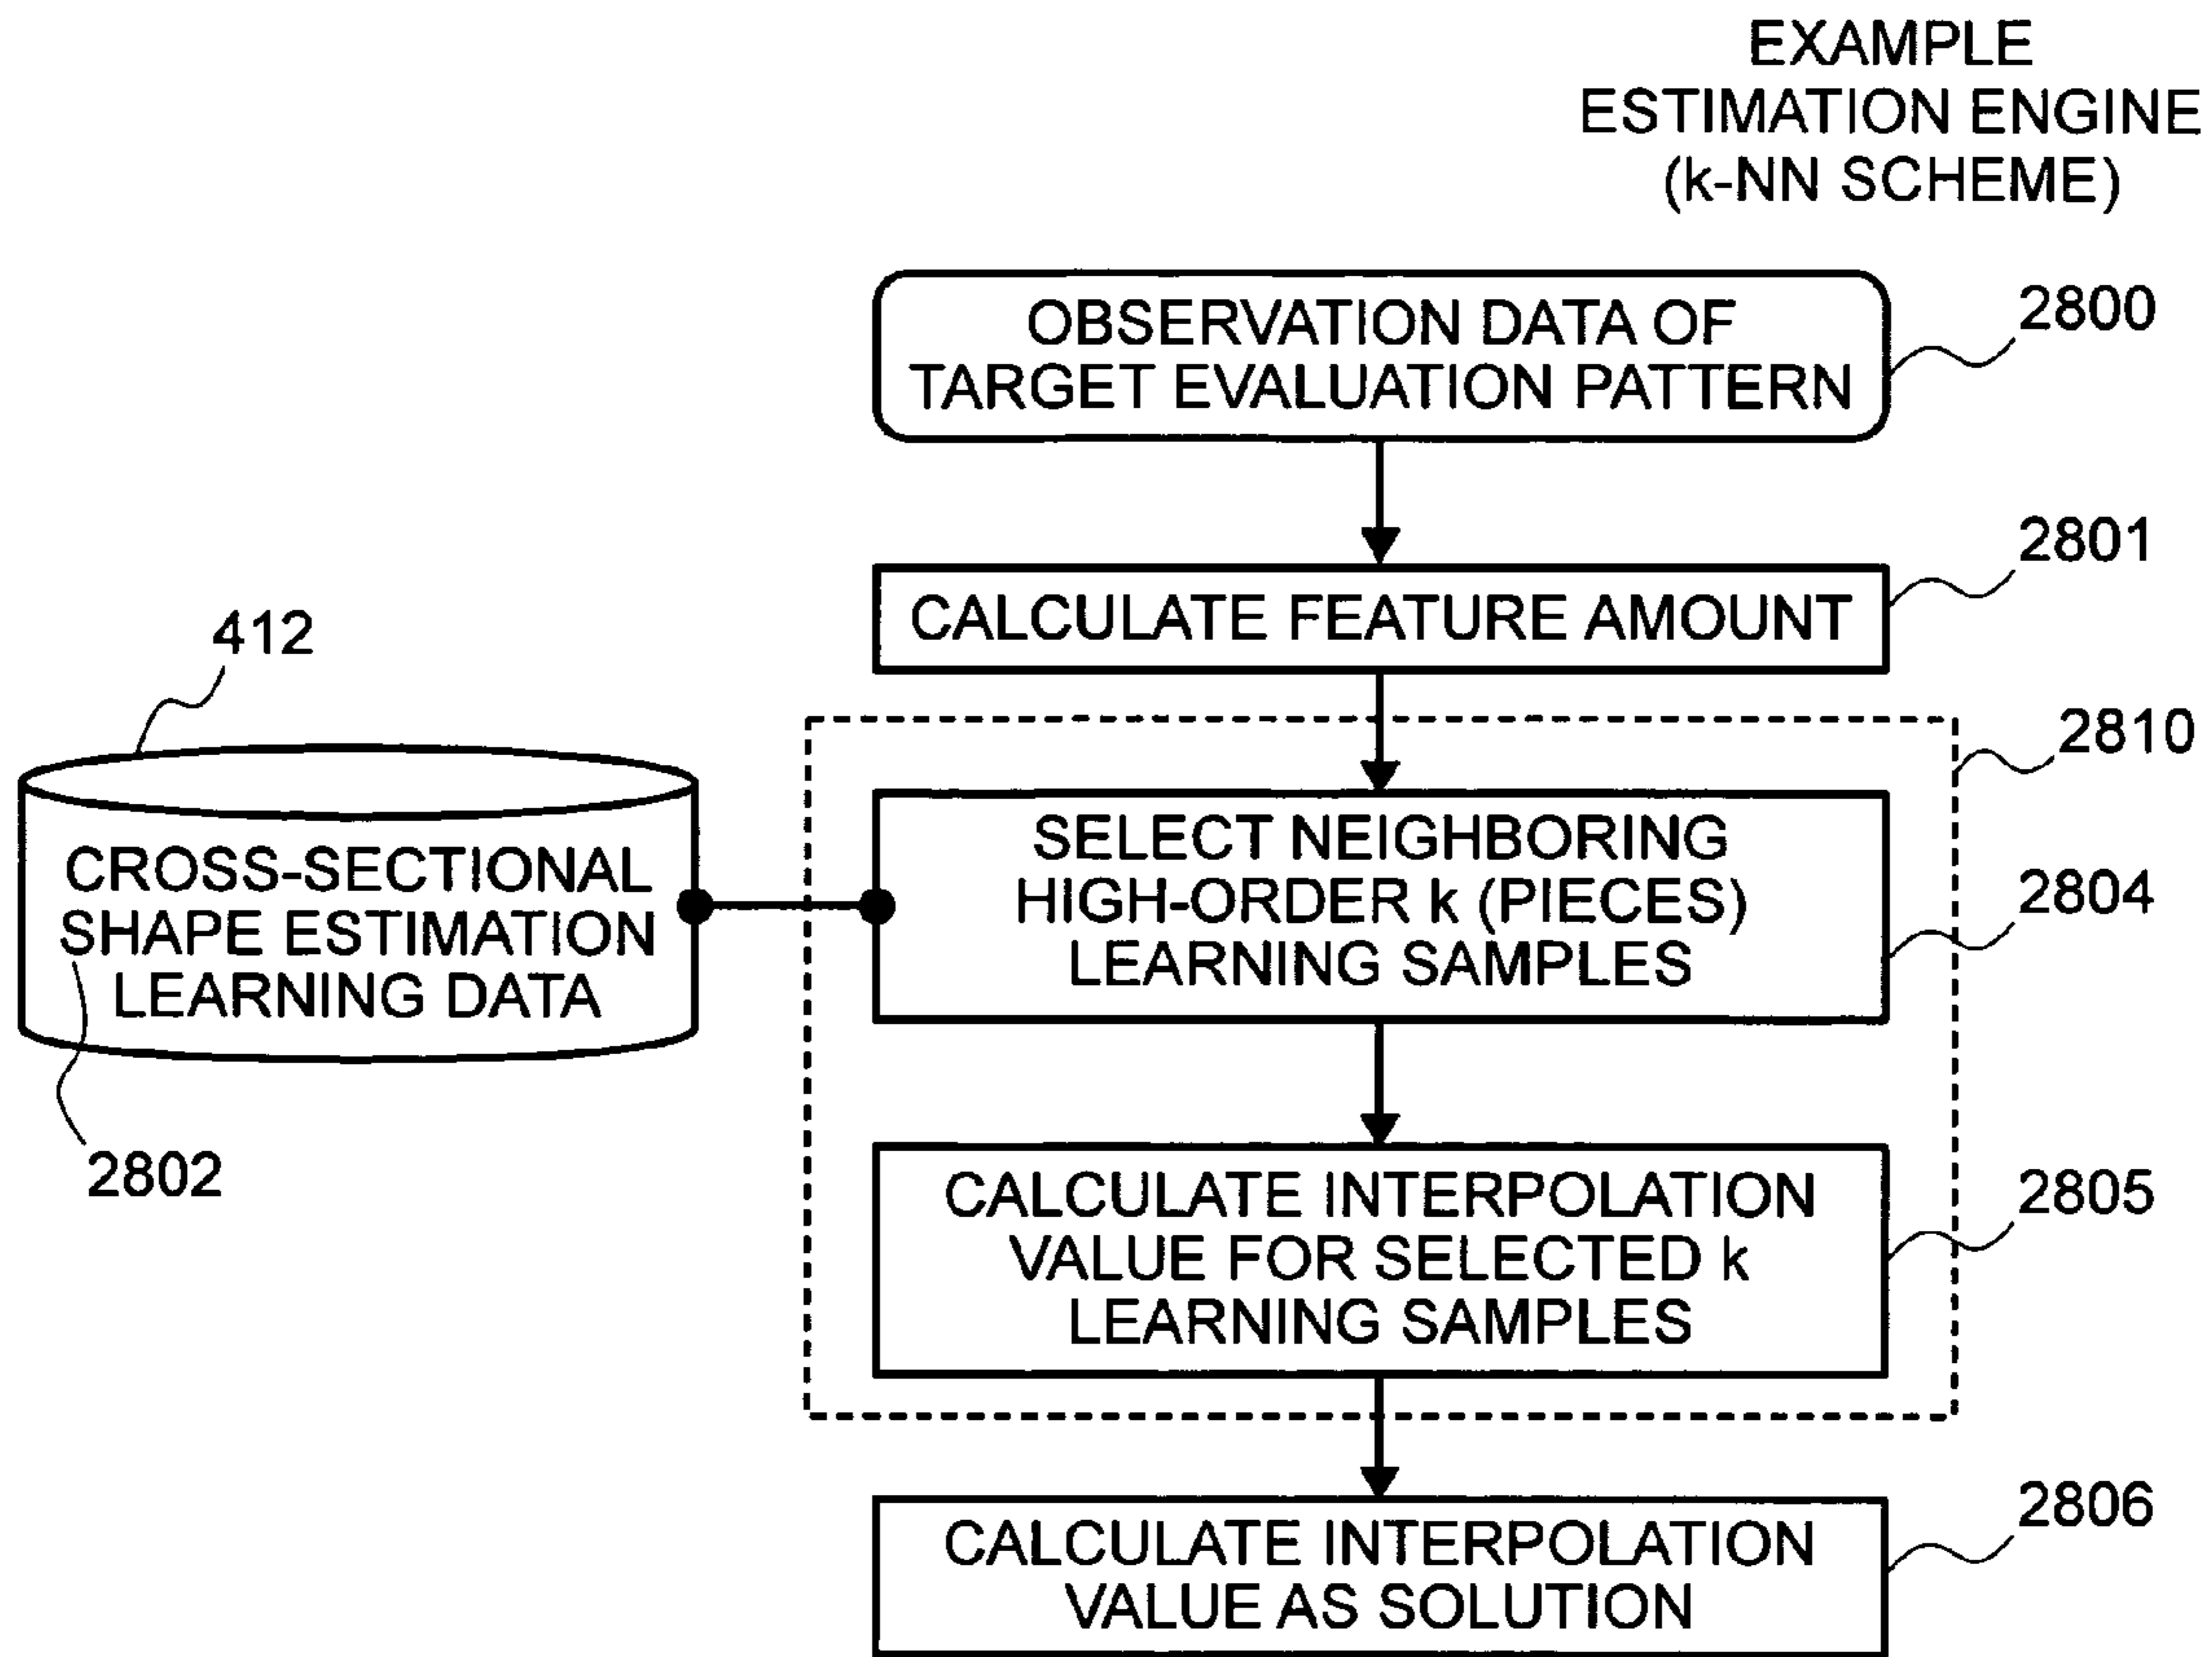 EXAMPLE
ESTIMATION ENGINE
(k-NN SCHEME)
OBSERVATION DATA OF
TARGET EVALUATION PATTERN
2800
CALCULATE FEATURE AMOUNT
2801
412
CROSS-SECTIONAL
SHAPE ESTIMATION
LEARNING DATA
2802
2810
SELECT NEIGHBORING
HIGH-ORDER k (PIECES)
LEARNING SAMPLES
2804
CALCULATE INTERPOLATION
VALUE FOR SELECTED k
LEARNING SAMPLES
2805
CALCULATE INTERPOLATION
VALUE AS SOLUTION
2806